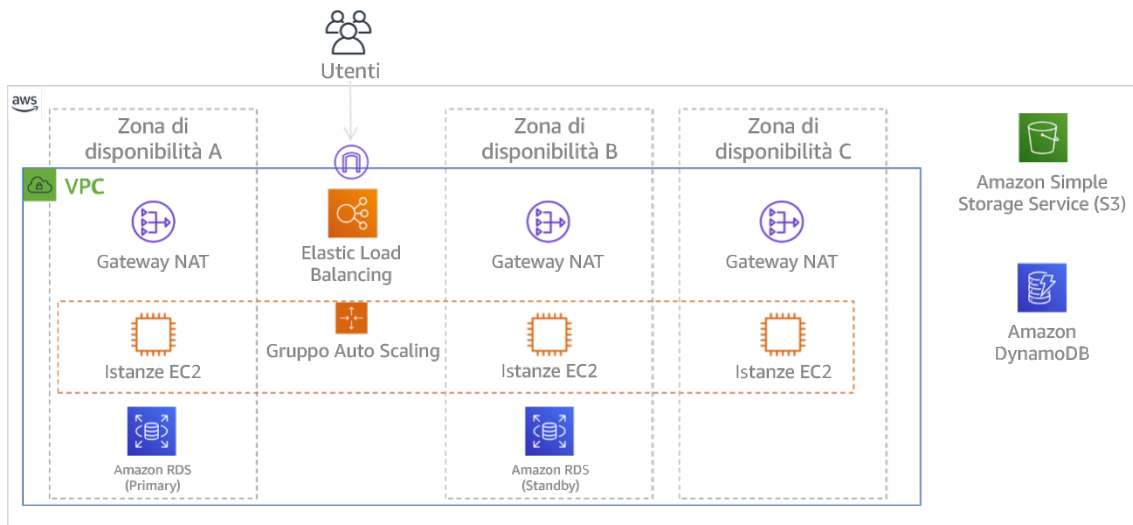 Utenti
aws
Zona di
disponibilità A
Zona di
disponibilità B
Zona di
disponibilità C
VPC
Gateway NAT
Elastic Load
Balancing
Gateway NAT
Gateway NAT
Amazon Simple
Storage Service (S3)
Gruppo Auto Scaling
Istanze EC2
Istanze EC2
Istanze EC2
Amazon
DynamoDB
Amazon RDS
(Primary)
Amazon RDS
(Standby)